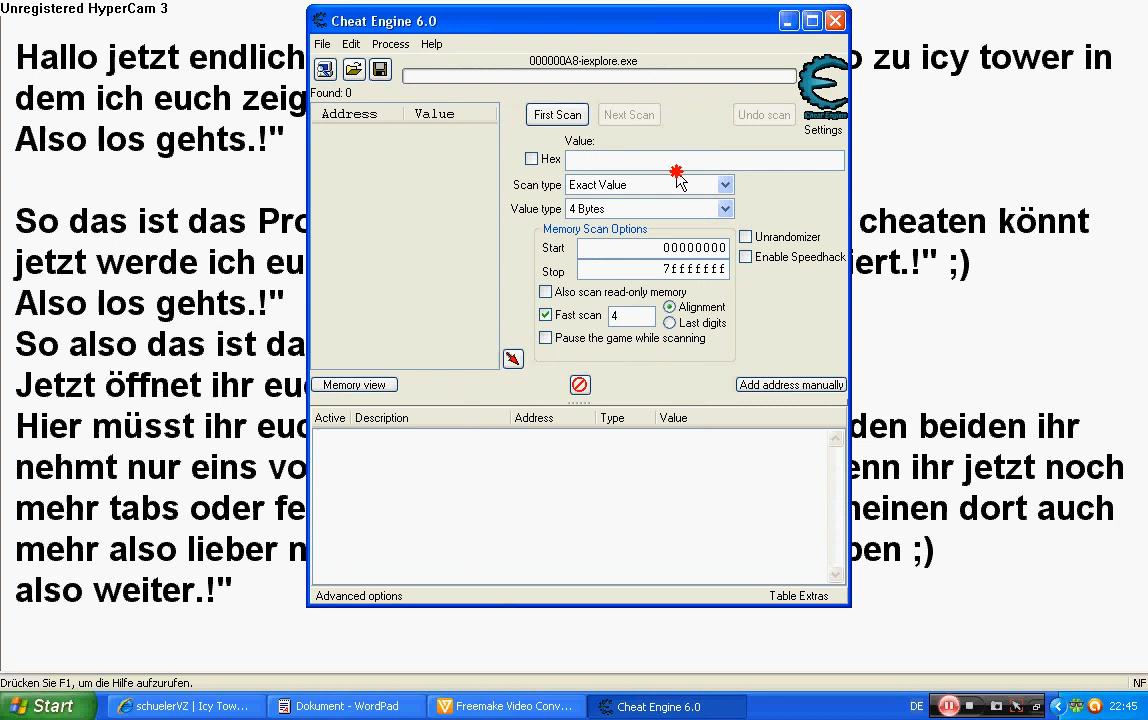 Unregistered HyperCam 3
Cheat Engine 6.0
File Edit Process Help
000000A8-iexplore.exe
Found: 0
Address Value
First Scan Next Scan Undo scan
Cheat Engine
Settings
Value:
Hex
Scan type Exact Value
Value type 4 Bytes
Memory Scan Options
Start 00000000
Stop 7fffffff
Also scan read-only memory
Fast scan 4
Alignment
Last digits
Pause the game while scanning
Unrandomizer
Enable Speedhack
Memory view
Add address manually
Active Description Address Type Value
Advanced options Table Extras
Hallo jetzt endlich zu icy tower in
dem ich euch zeig
Also los gehts.!"
So das ist das Pro cheaten könnt
jetzt werde ich eu iert.!" ;)
Also los gehts.!"
So also das ist da
Jetzt öffnet ihr eu
Hier müsst ihr euc den beiden ihr
nehmt nur eins vo enn ihr jetzt noch
mehr tabs oder fe heinen dort auch
mehr also lieber n ben ;)
also weiter.!"
Drücken Sie F1, um die Hilfe aufzurufen. NF
Start schuelerVZ | Icy Tow... Dokument - WordPad Freemake Video Conv... Cheat Engine 6.0 DE 22:45